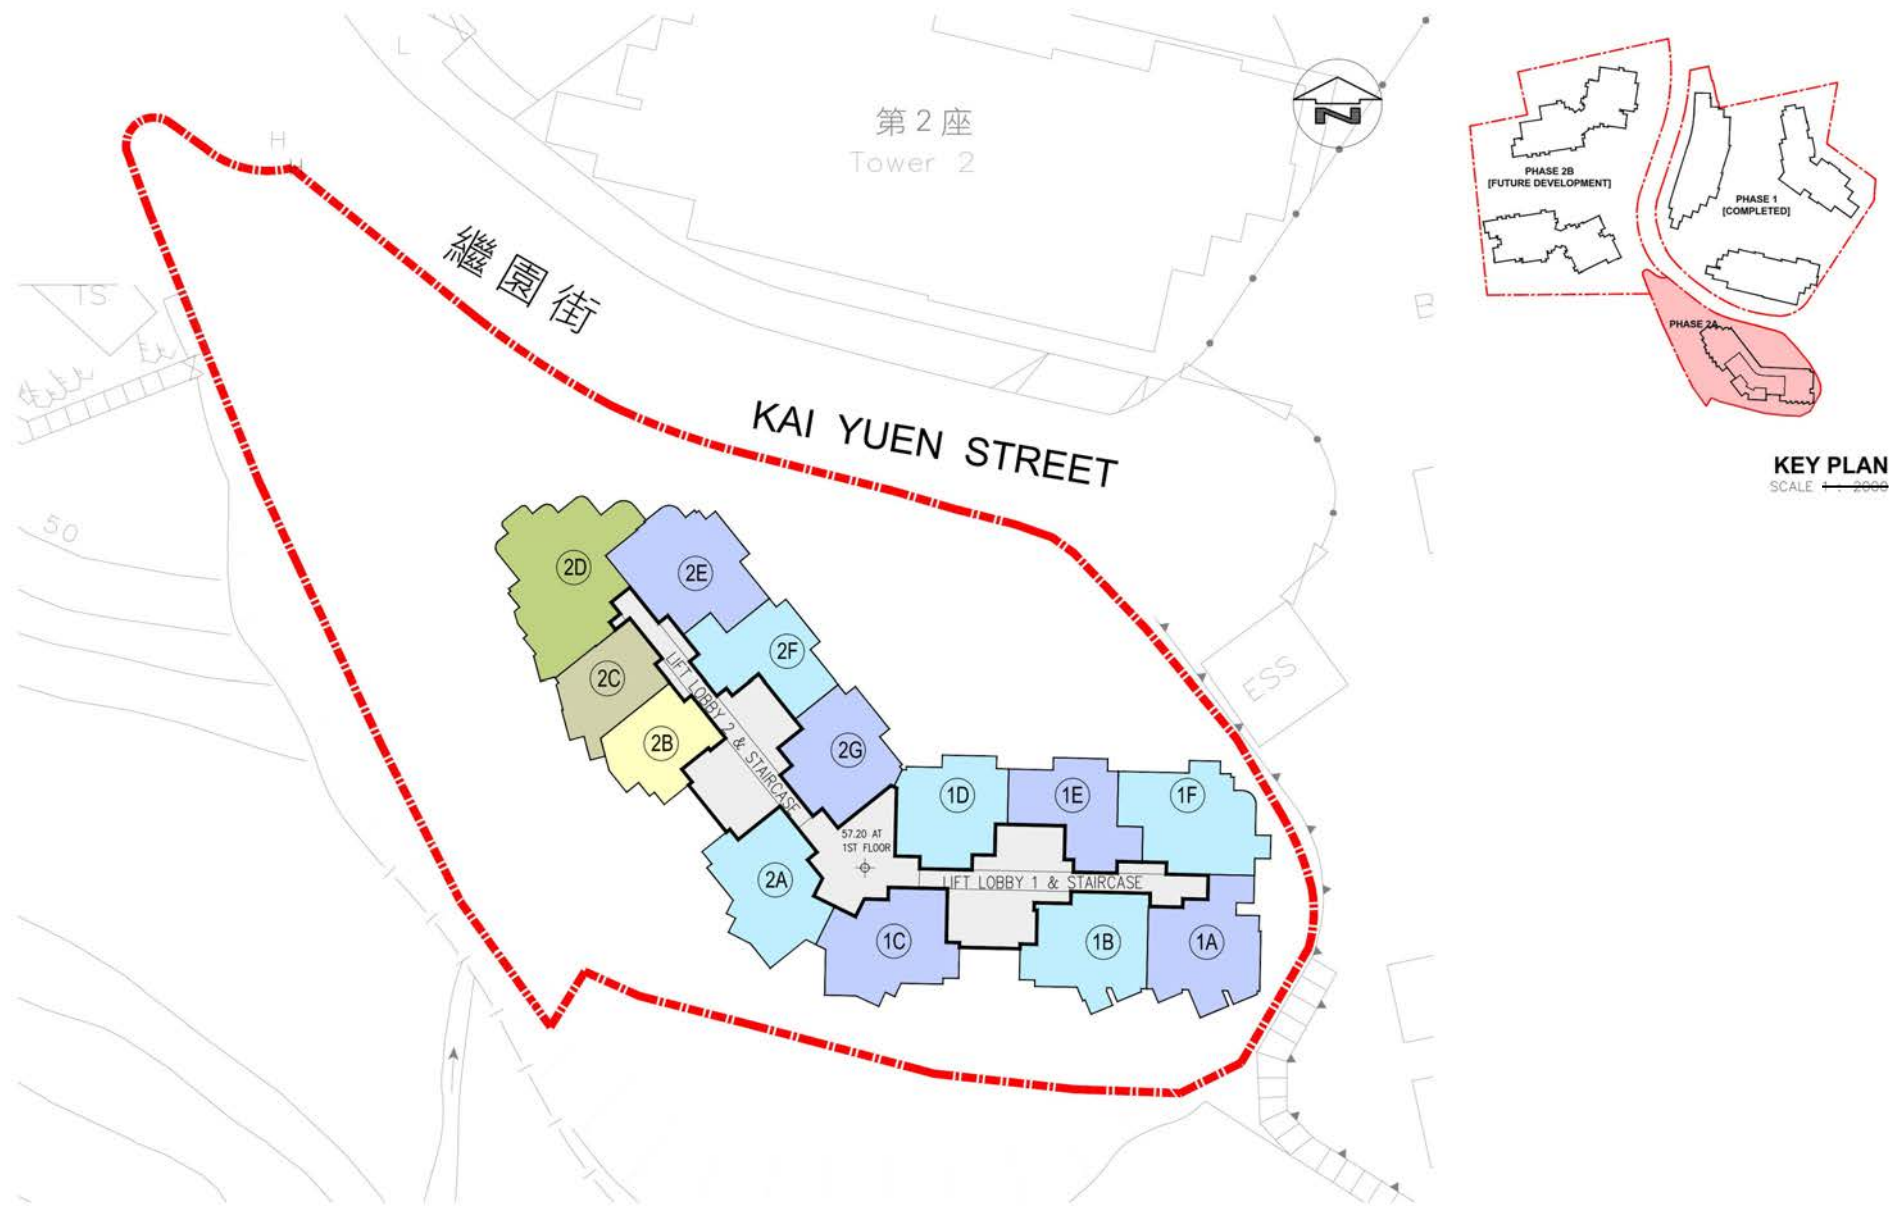 L
第2座
Tower 2
H
H
N
繼園街
TS
B
KAI YUEN STREET
50
ESS
2D
2E
2F
2C
2B
2G
LIFT LOBBY 2 & STAIRCASE
1D
1E
1F
57.20 AT
1ST FLOOR
2A
LIFT LOBBY 1 & STAIRCASE
1C
1B
1A
PHASE 2B
[FUTURE DEVELOPMENT]
PHASE 1
[COMPLETED]
PHASE 2A
KEY PLAN
SCALE 1 : 2000